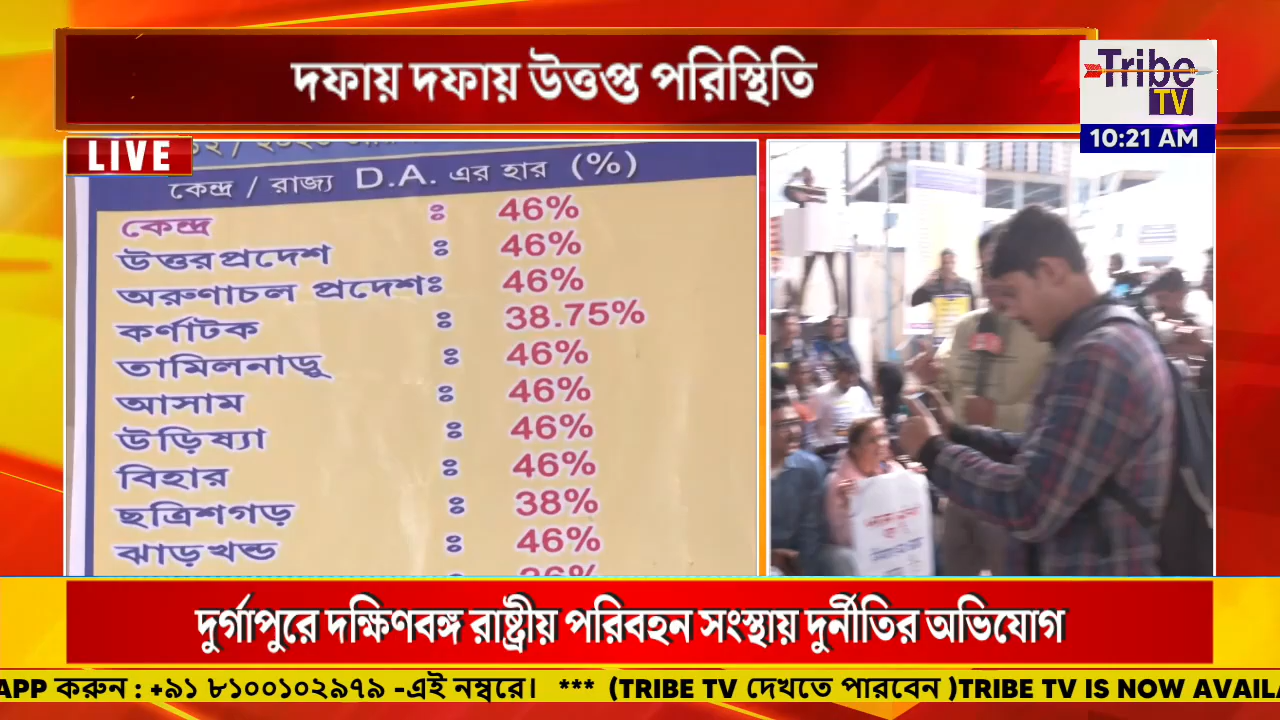 দফায় দফায় উত্তপ্ত পরিস্থিতি
Tribe
TV
10:21 AM
LIVE
কেন্দ্র / রাজ্য D.A. এর হার (%)
কেন্দ্র : 46%
উত্তরপ্রদেশ : 46%
অরুণাচল প্রদেশঃ 46%
কর্ণাটক : 38.75%
তামিলনাড়ু : 46%
আসাম : 46%
উড়িষ্যা : 46%
বিহার : 46%
ছত্রিশগড় : 38%
ঝাড়খন্ড : 46%
দুর্গাপুরে দক্ষিণবঙ্গ রাষ্ট্রীয় পরিবহন সংস্থায় দুর্নীতির অভিযোগ
APP করুন : +৯১ ৮১০০১০২৯৭৯ -এই নম্বরে। *** (TRIBE TV দেখতে পারবেন )TRIBE TV IS NOW AVAILA